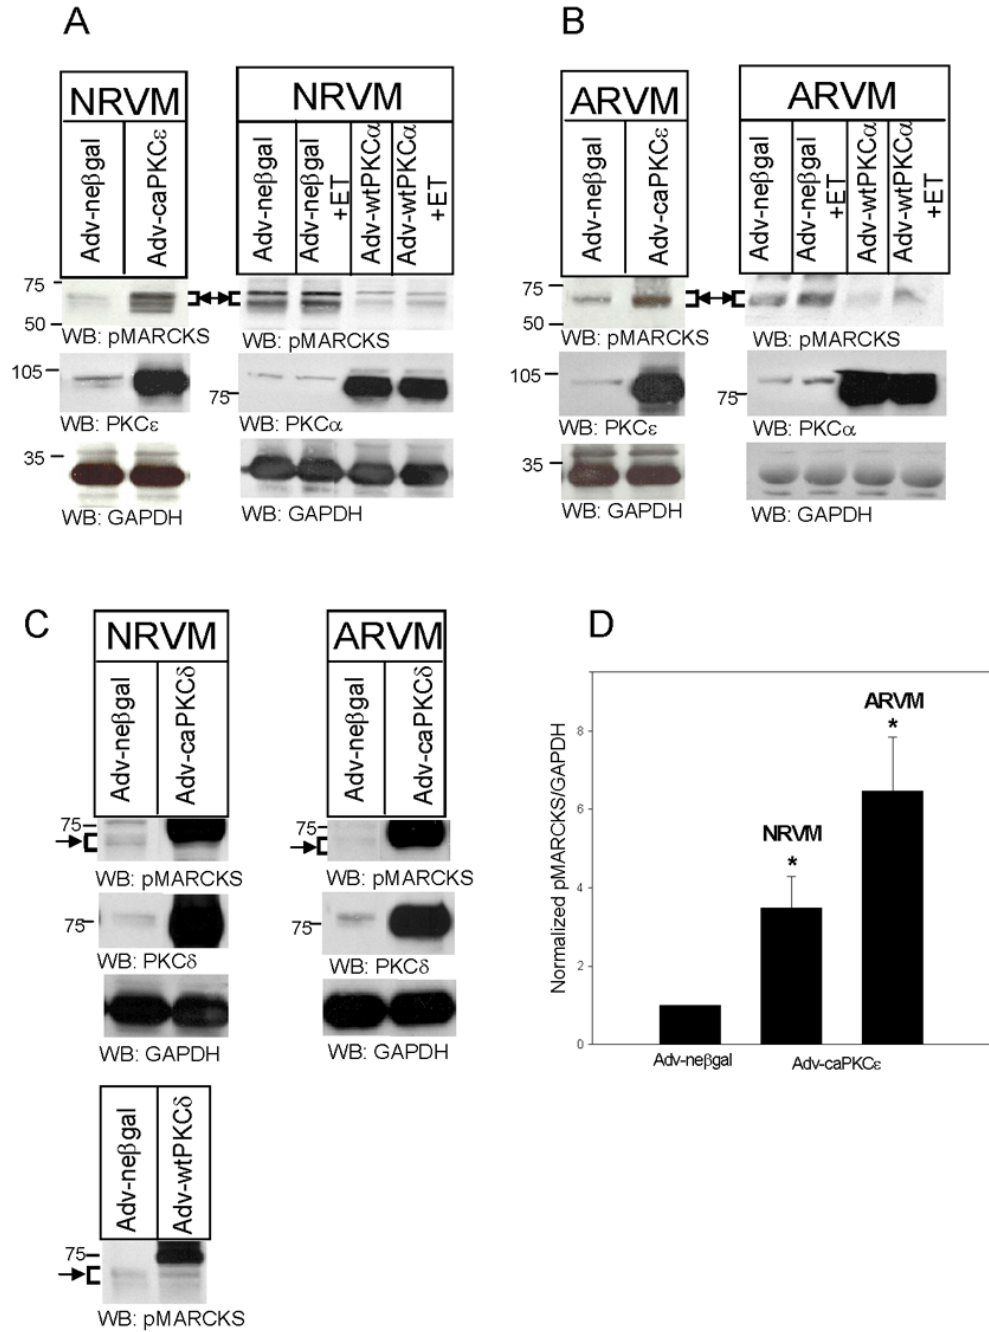 A
NRVM
Adv-neβgal
Adv-caPKCε
NRVM
Adv-neβgal
Adv-neβgal
+ET
Adv-wtPKCα
Adv-wtPKCα
+ET
75
50
WB: pMARCKS
WB: pMARCKS
105
75
WB: PKCε
WB: PKCα
35
WB: GAPDH
WB: GAPDH
B
ARVM
Adv-neβgal
Adv-caPKCε
ARVM
Adv-neβgal
Adv-neβgal
+ET
Adv-wtPKCα
Adv-wtPKCα
+ET
75
50
WB: pMARCKS
WB: pMARCKS
105
75
WB: PKCε
WB: PKCα
35
WB: GAPDH
WB: GAPDH
C
NRVM
Adv-neβgal
Adv-caPKCδ
75
WB: pMARCKS
75
WB: PKCδ
WB: GAPDH
ARVM
Adv-neβgal
Adv-caPKCδ
75
WB: pMARCKS
75
WB: PKCδ
WB: GAPDH
Adv-neβgal
Adv-wtPKCδ
75
WB: pMARCKS
D
Normalized pMARCKS/GAPDH
8
6
4
2
0
NRVM
*
ARVM
*
Adv-neβgal
Adv-caPKCε